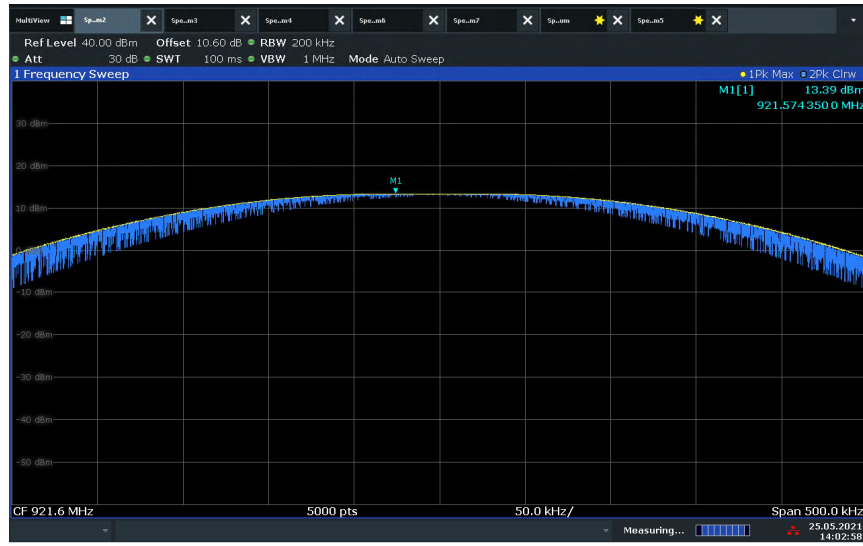 MultiView Sp..m2 Spe..m3 Spe..m4 Spe..m6 Spe..m7 Sp..um Spe..m5
Ref Level 40.00 dBm Offset 10.60 dB RBW 200 kHz
Att 30 dB SWT 100 ms VBW 1 MHz Mode Auto Sweep
1 Frequency Sweep 1Pk Max 2Pk Clrw
M1[1] 13.39 dBm
921.574 350 0 MHz
30 dBm
20 dBm
M1
10 dBm
0 dBm
-10 dBm
-20 dBm
-30 dBm
-40 dBm
-50 dBm
CF 921.6 MHz 5000 pts 50.0 kHz/ Span 500.0 kHz
Measuring... 25.05.2021
14:02:58